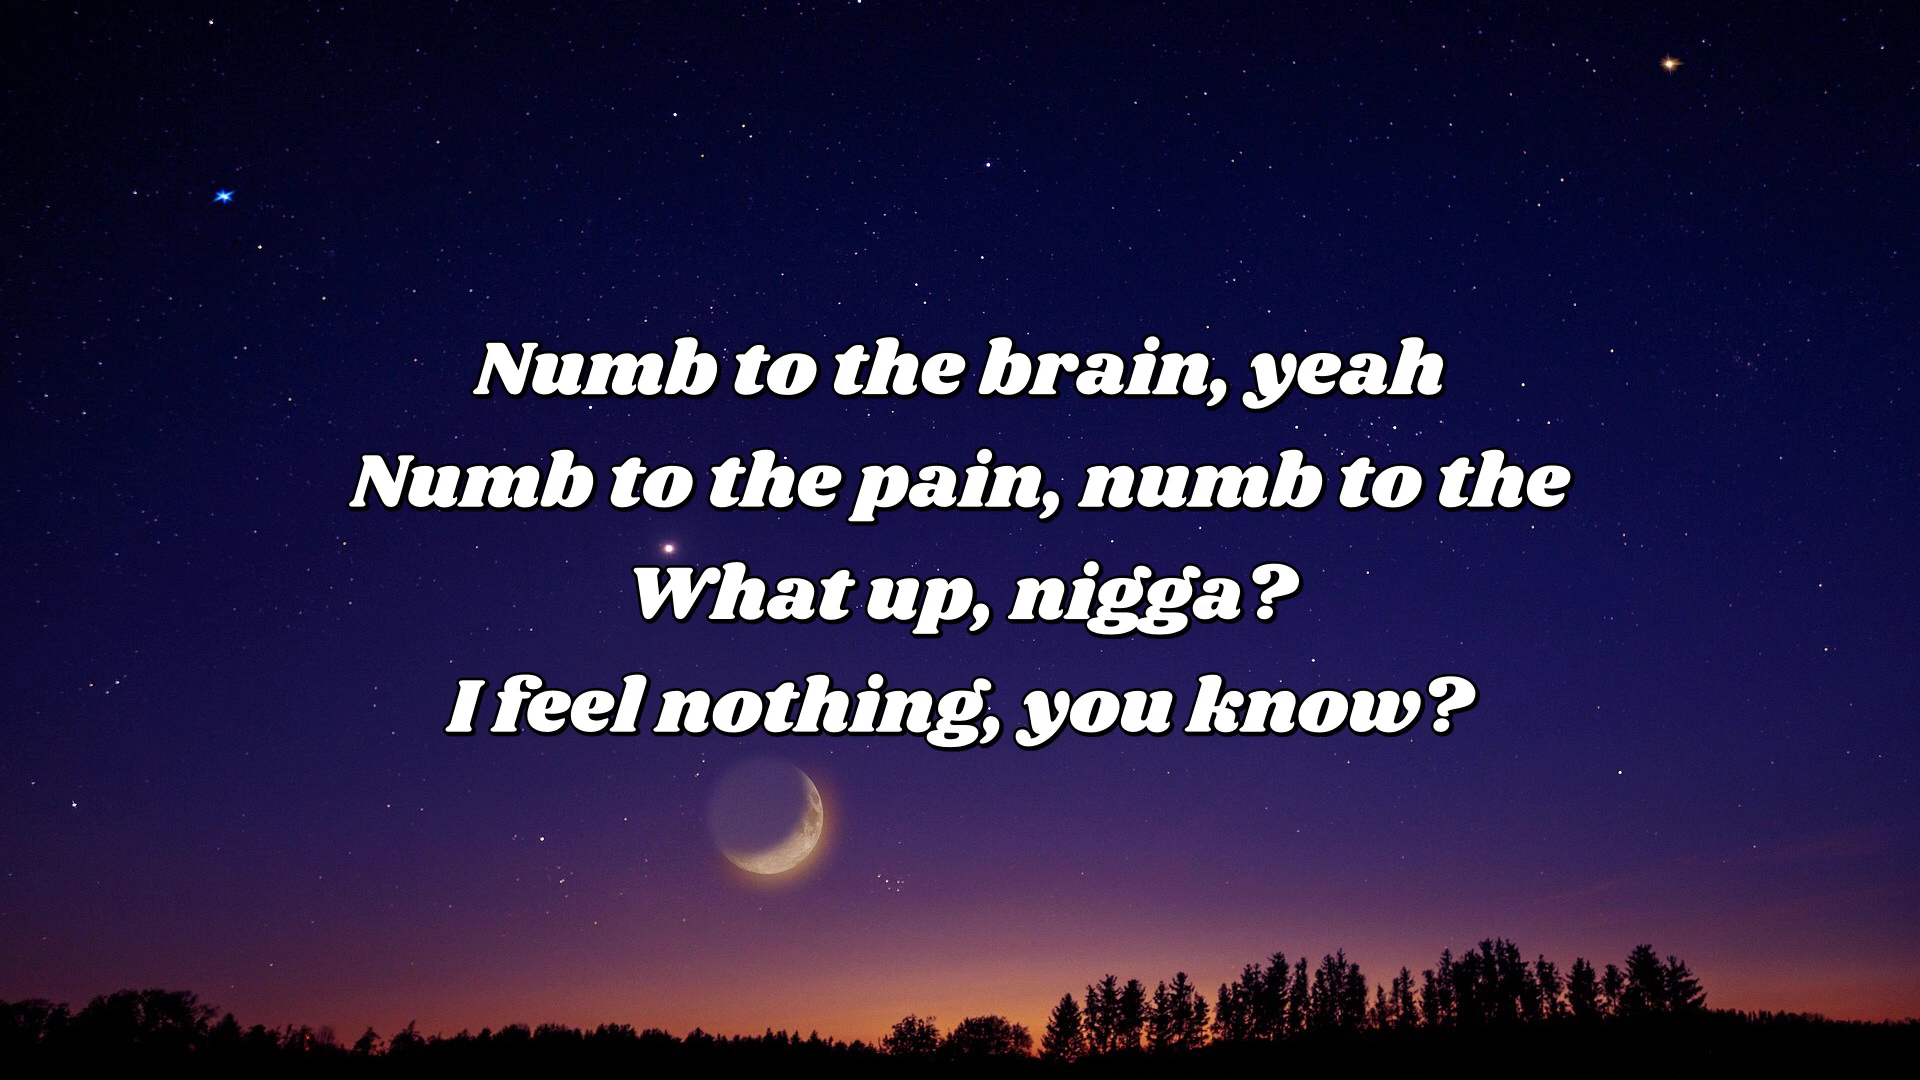 Numb to the brain, yeah
Numb to the pain, numb to the
What up, nigga?
I feel nothing, you know?